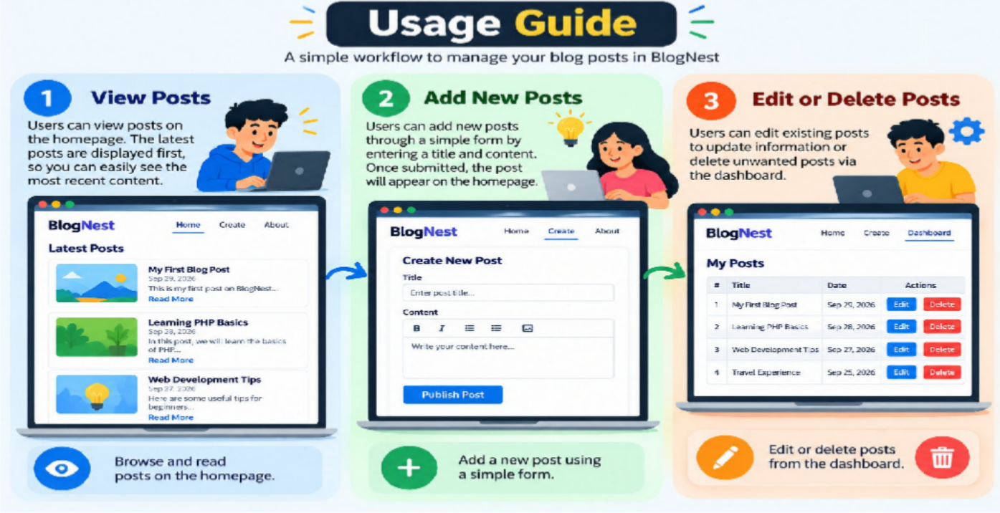 Usage Guide
A simple workflow to manage your blog posts in BlogNest
1 View Posts
Users can view posts on
the homepage. The latest
posts are displayed first,
so you can easily see the
most recent content.
BlogNest Home Create About
Latest Posts
My First Blog Post
Sep 29, 2026
This is my first post on BlogNest...
Read More
Learning PHP Basics
Sep 28, 2026
In this post, we will learn the basics
of PHP...
Read More
Web Development Tips
Sep 27, 2026
Here are some useful tips for
beginners...
Read More
Browse and read
posts on the homepage.
2 Add New Posts
Users can add new posts
through a simple form by
entering a title and content.
Once submitted, the post
will appear on the homepage.
BlogNest Home Create About
Create New Post
Title
Enter post title...
Content
B I
Write your content here...
Publish Post
Add a new post using
a simple form.
3 Edit or Delete Posts
Users can edit existing posts
to update information or
delete unwanted posts via
the dashboard.
BlogNest Home Create Dashboard
My Posts
# Title Date Actions
1 My First Blog Post Sep 29, 2026 Edit Delete
2 Learning PHP Basics Sep 28, 2026 Edit Delete
3 Web Development Tips Sep 27, 2026 Edit Delete
4 Travel Experience Sep 25, 2026 Edit Delete
Edit or delete posts
from the dashboard.